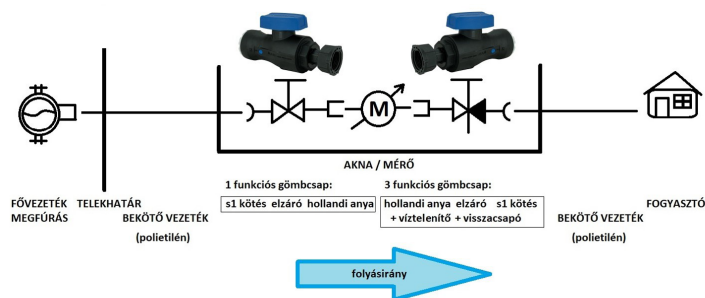 M
AKNA / MÉRŐ
1 funkciós gömbcsap:
3 funkciós gömbcsap:
s1 kötés elzáró hollandi anya
hollandi anya elzáró s1 kötés
+ víztelenítő + visszacsapó
FŐVEZETÉK
MEGFÚRÁS
TELEKHATÁR
BEKÖTŐ VEZETÉK
(polietilén)
BEKÖTŐ VEZETÉK
(polietilén)
FOGYASZTÓ
folyásirány